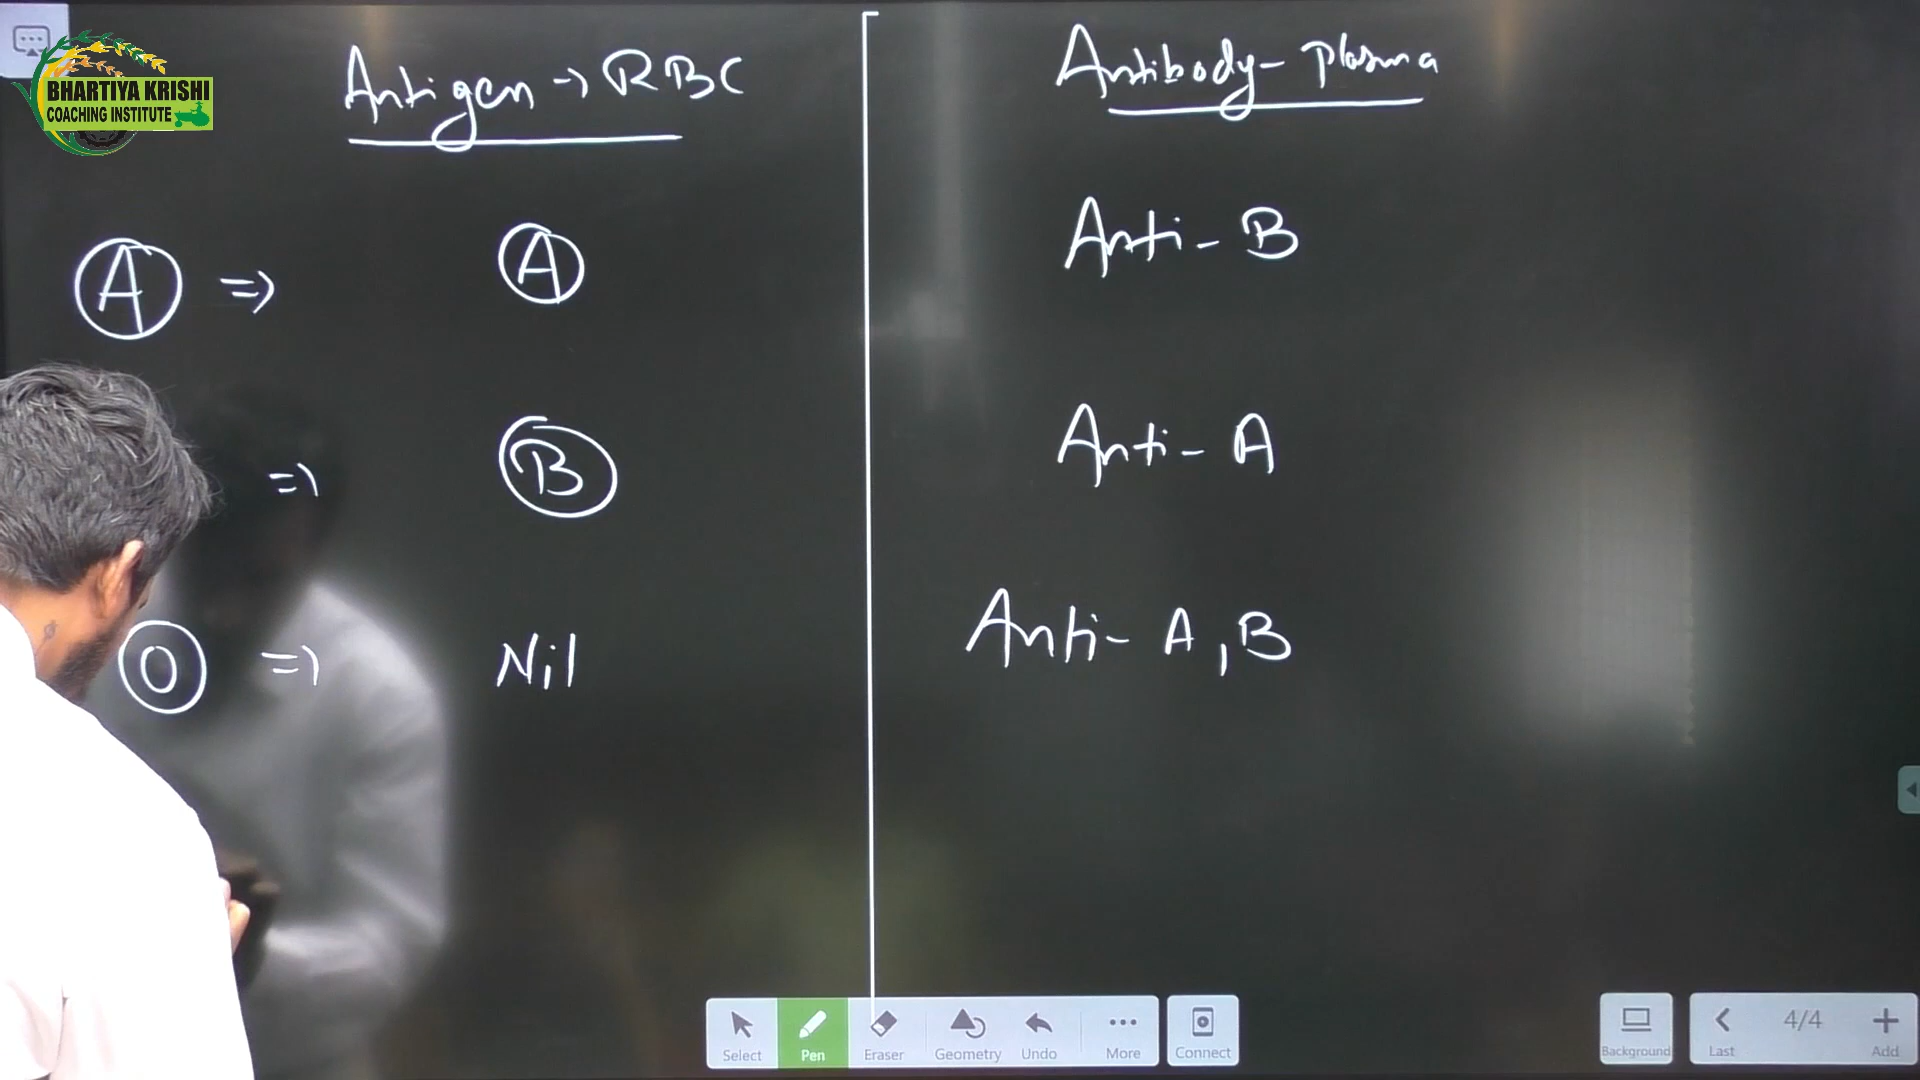 BHARTIYA KRISHI
COACHING INSTITUTE
Antigen → RBC
Antibody - Plasma
A ⇒ A Anti - B
⇒ B Anti - A
O ⇒ Nil Anti - A, B
Select Pen Eraser Geometry Undo More Connect
Background
4/4
Last Add